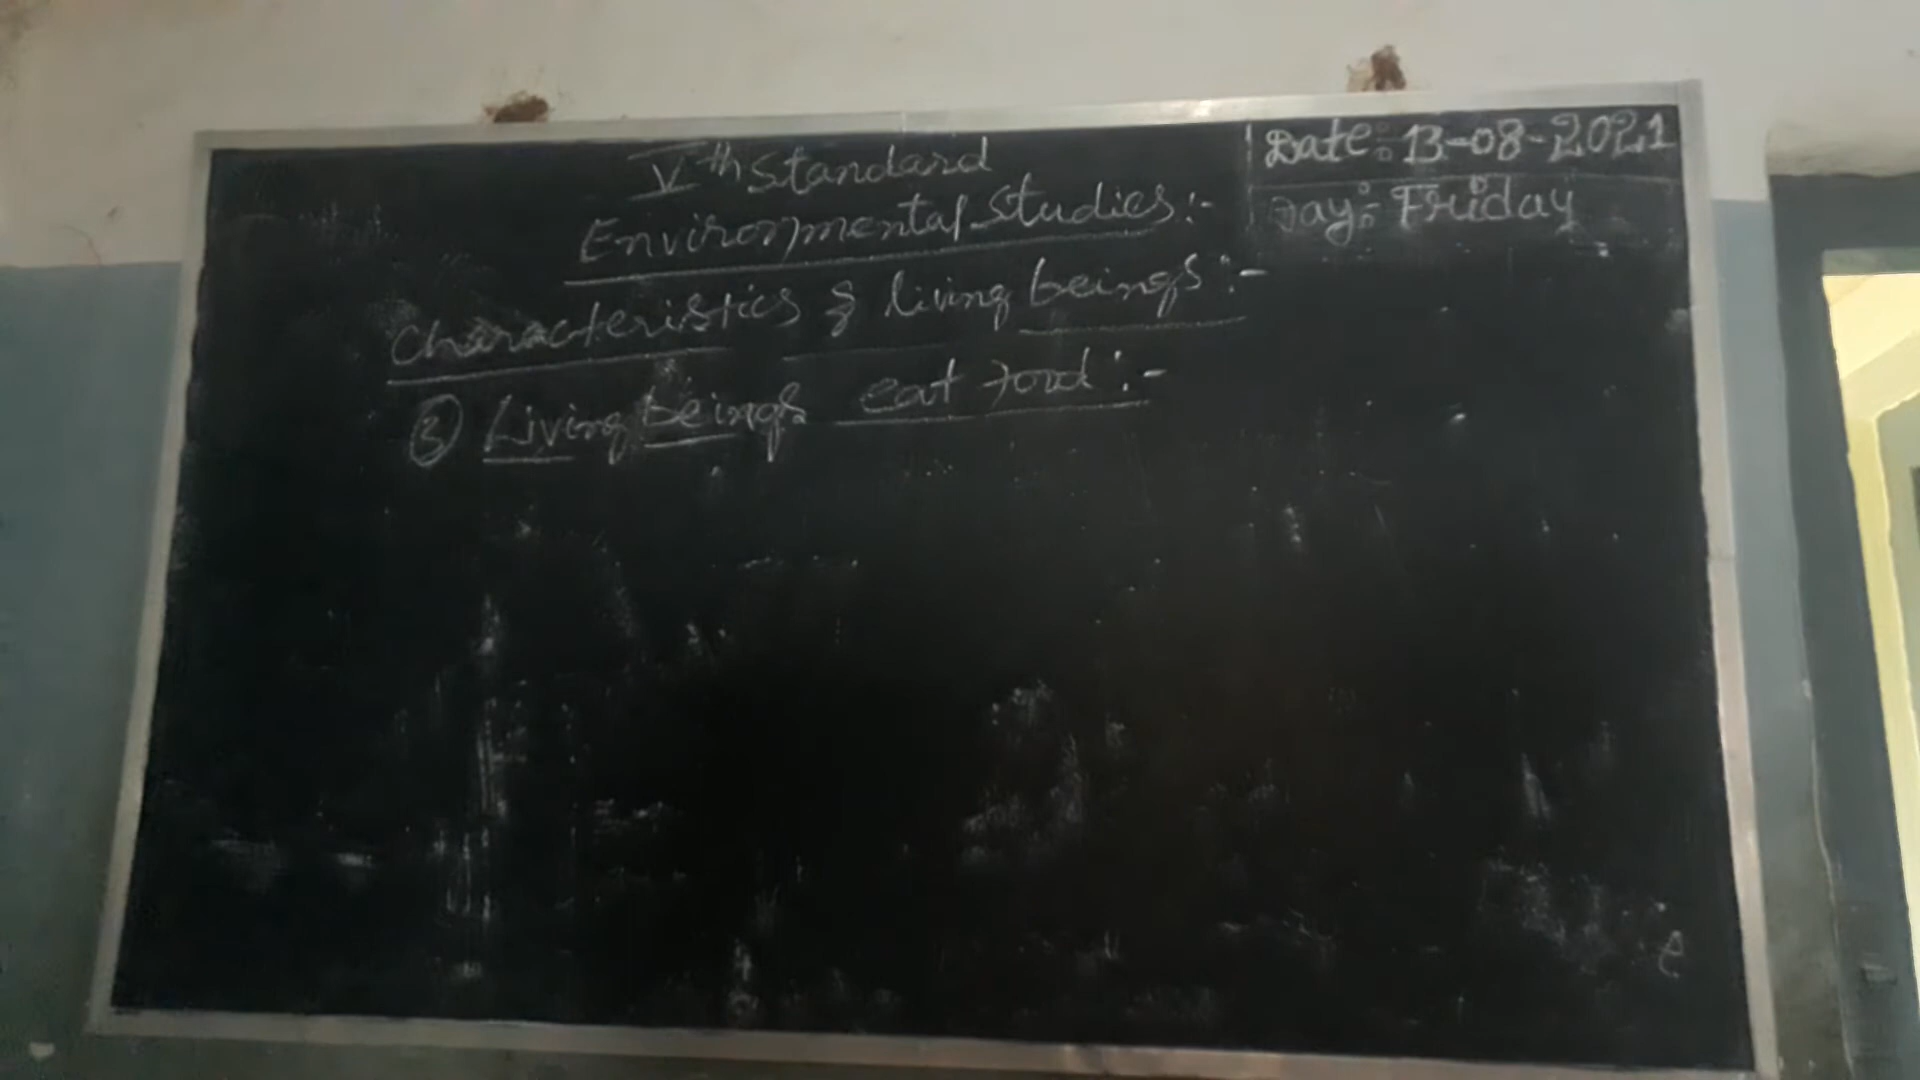 Vth Standard
Environmental Studies:-
Date: 13-08-2021
Day: Friday
Characteristics of living beings:-
③ Living beings eat food:-